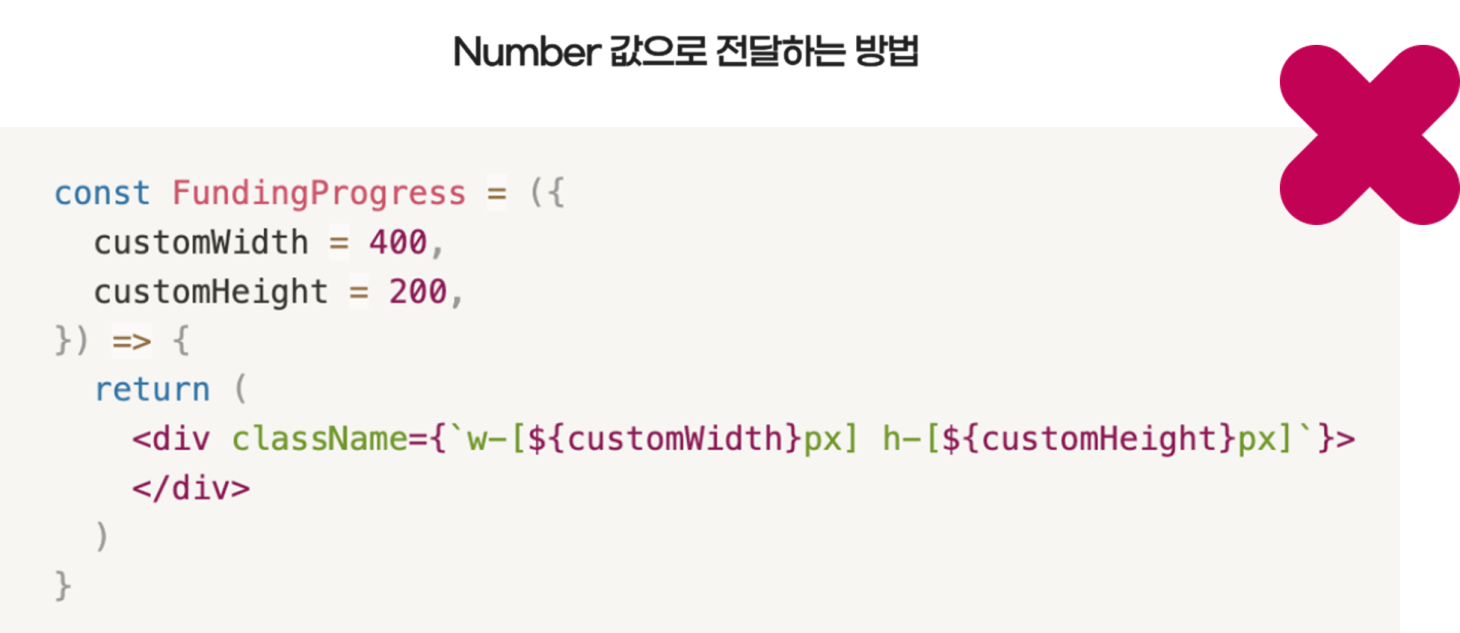 Number 값으로 전달하는 방법
const FundingProgress = ({
  customWidth = 400,
  customHeight = 200,
}) => {
  return (
    <div className={`w-[${customWidth}px] h-[${customHeight}px]`}>
    </div>
  )
}